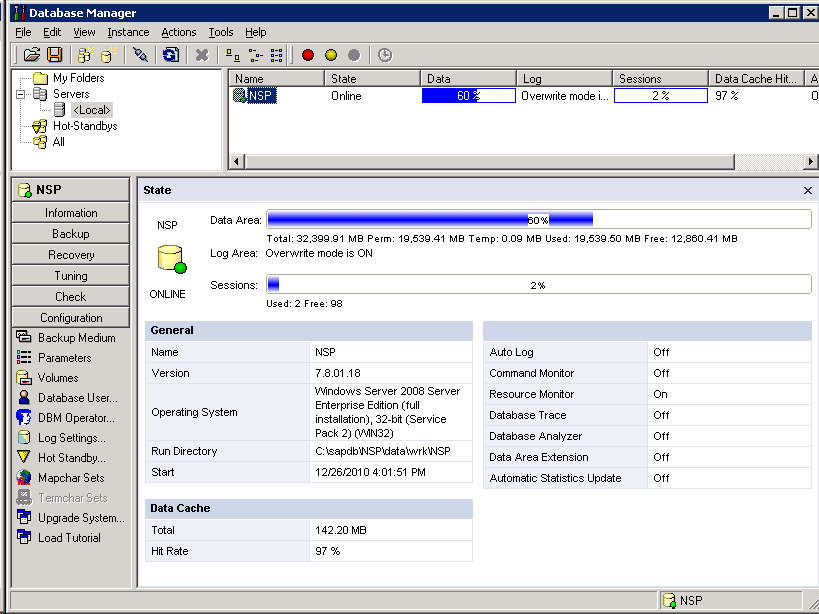 Database Manager
File Edit View Instance Actions Tools Help
My Folders
Servers
<Local>
Hot-Standbys
All
Name State Data Log Sessions Data Cache Hit... A
NSP Online 60 % Overwrite mode i... 2 % 97 % O
NSP
Information
Backup
Recovery
Tuning
Check
Configuration
Backup Medium
Parameters
Volumes
Database User...
DBM Operator...
Log Settings...
Hot Standby...
Mapchar Sets
Termchar Sets
Upgrade System...
Load Tutorial
State
NSP
ONLINE
Data Area: 60%
Total: 32,399.91 MB Perm: 19,539.41 MB Temp: 0.09 MB Used: 19,539.50 MB Free: 12,860.41 MB
Log Area: Overwrite mode is ON
Sessions: 2%
Used: 2 Free: 98
General
Name NSP
Version 7.8.01.18
Operating System Windows Server 2008 Server
Enterprise Edition (full
installation), 32-bit (Service
Pack 2) (WIN32)
Run Directory C:\sapdb\NSP\data\wrk\NSP
Start 12/26/2010 4:01:51 PM
Auto Log Off
Command Monitor Off
Resource Monitor On
Database Trace Off
Database Analyzer Off
Data Area Extension Off
Automatic Statistics Update Off
Data Cache
Total 142.20 MB
Hit Rate 97 %
NSP